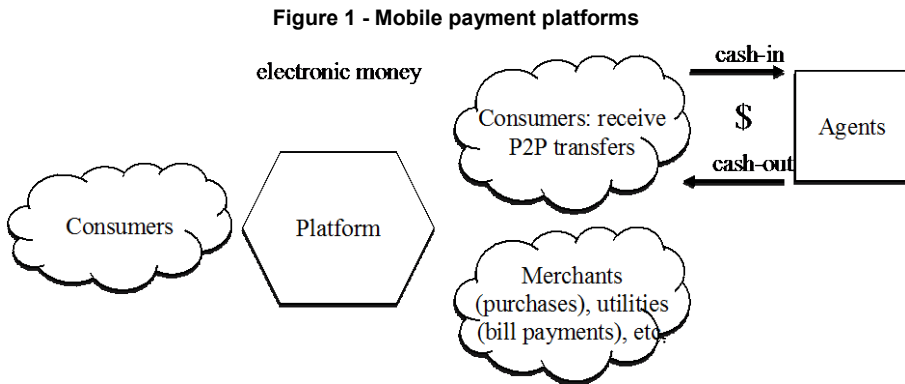 Figure 1 - Mobile payment platforms
electronic money
cash-in
Consumers: receive
P2P transfers
$
Agents
cash-out
Consumers
Platform
Merchants
(purchases), utilities
(bill payments), etc.